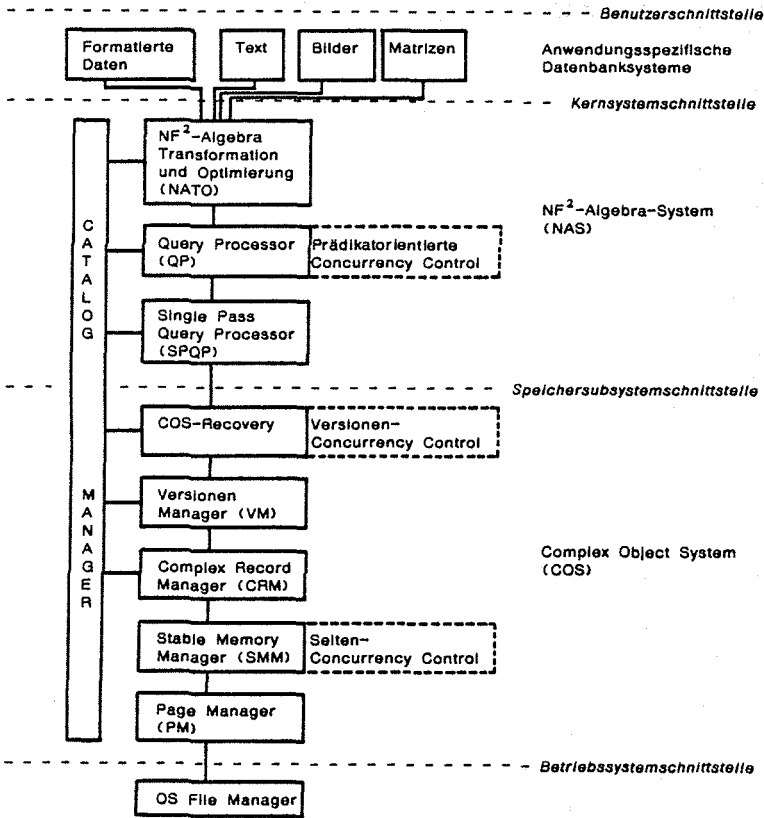 Benutzerschnittstelle
Formatierte
Daten
Text
Bilder
Matrizen
Anwendungsspezifische
Datenbanksysteme
Kernsystemschnittstelle
NF²-Algebra
Transformation
und Optimierung
(NATO)
NF²-Algebra-System
(NAS)
CATALOG
Query Processor
(QP)
Prädikatorientierte
Concurrency Control
Single Pass
Query Processor
(SPQP)
Speichersubsystemschnittstelle
COS-Recovery
Versionen-
Concurrency Control
MANAGER
Versionen
Manager (VM)
Complex Record
Manager (CRM)
Complex Object System
(COS)
Stable Memory
Manager (SMM)
Seiten-
Concurrency Control
Page Manager
(PM)
Betriebssystemschnittstelle
OS File Manager